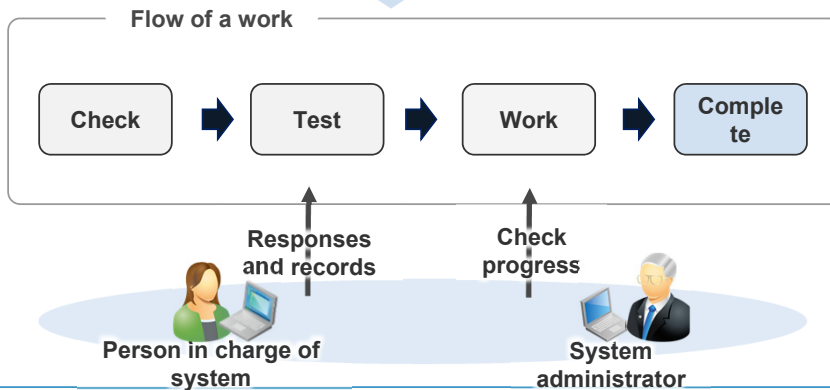 Flow of a work
Check
Test
Work
Comple
te
Responses
and records
Check
progress
Person in charge of
system
System
administrator